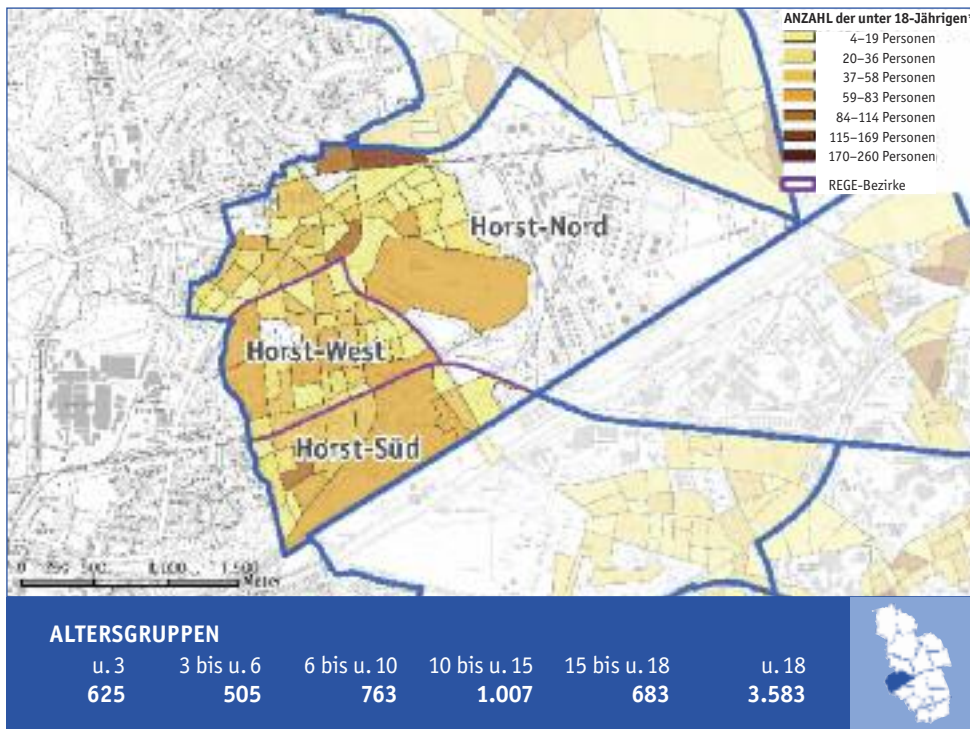 ANZAHL der unter 18-Jährigen*
4–19 Personen
20–36 Personen
37–58 Personen
59–83 Personen
84–114 Personen
115–169 Personen
170–260 Personen
REGE-Bezirke
Horst-Nord
Horst-West
Horst-Süd
0 250 500 1.000 1.500
Meter
ALTERSGRUPPEN
u. 3 3 bis u. 6 6 bis u. 10 10 bis u. 15 15 bis u. 18 u. 18
625 505 763 1.007 683 3.583